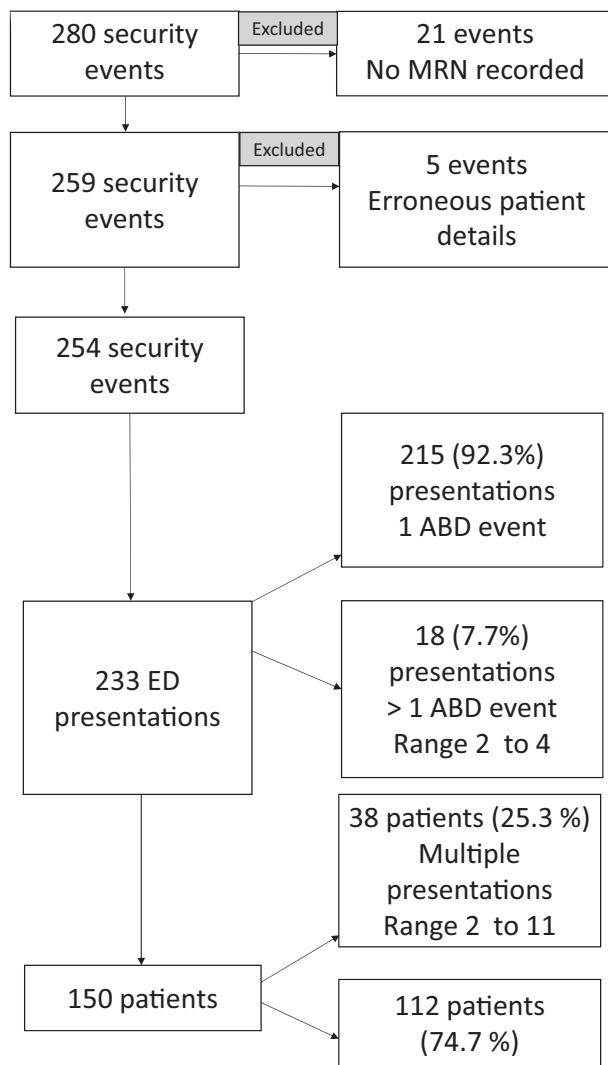 280 security
events
Excluded
21 events
No MRN recorded
259 security
events
Excluded
5 events
Erroneous patient
details
254 security
events
215 (92.3%)
presentations
1 ABD event
233 ED
presentations
18 (7.7%)
presentations
> 1 ABD event
Range 2 to 4
38 patients (25.3 %)
Multiple
presentations
Range 2 to 11
150 patients
112 patients
(74.7 %)